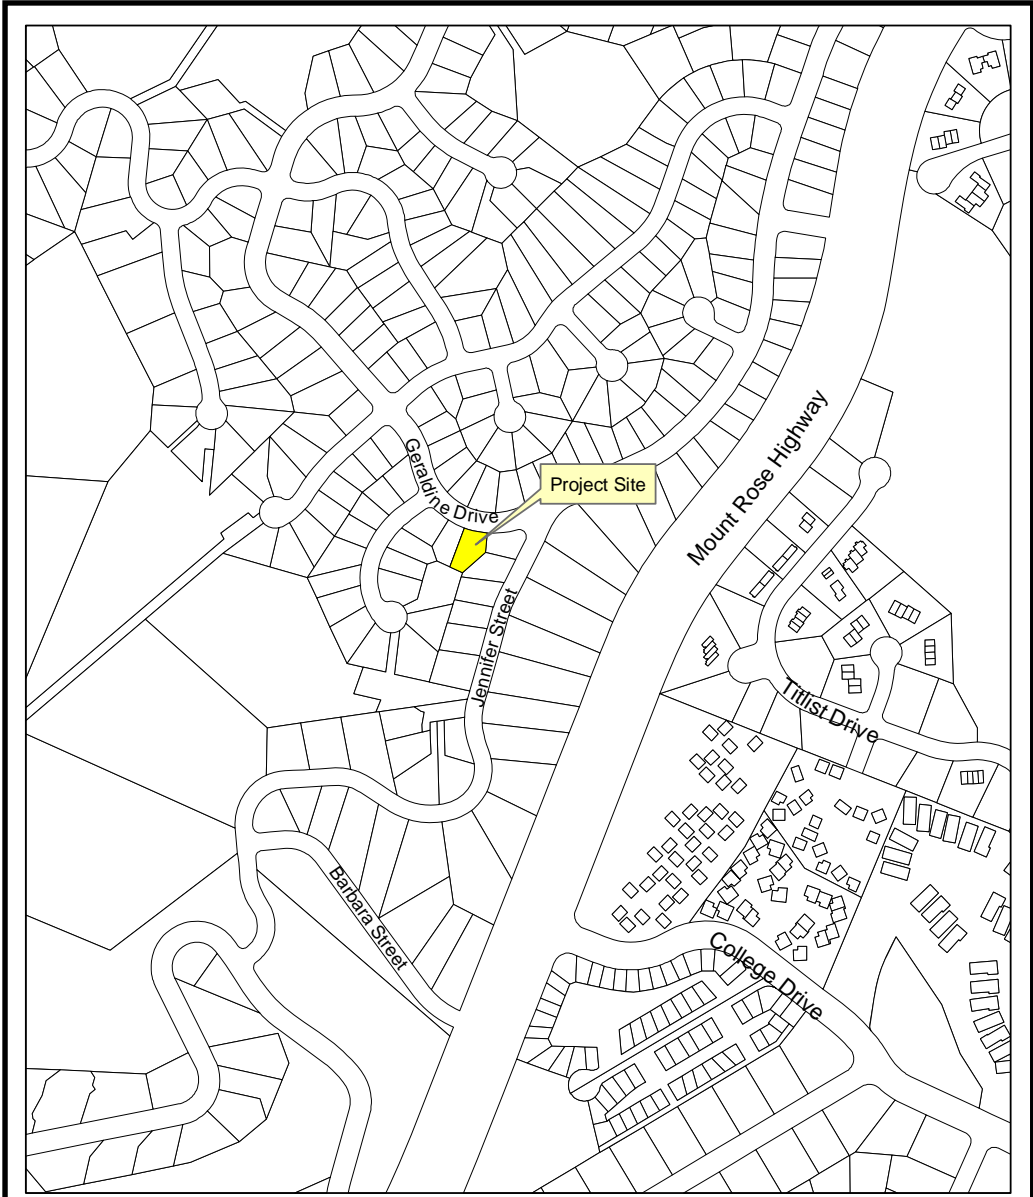 Mount Rose Highway
Geraldine Drive
Project Site
Jennifer Street
Titlist Drive
Barbara Street
College Drive